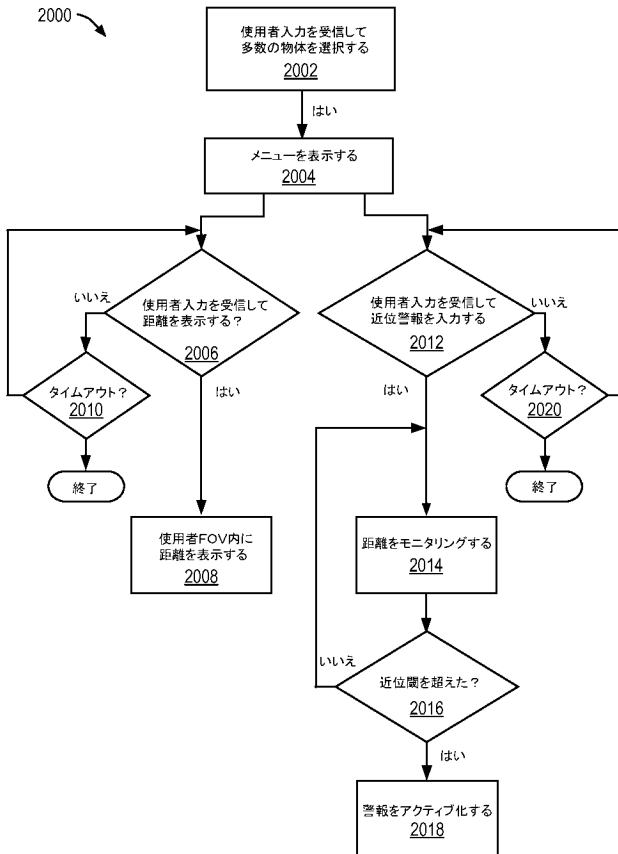 2000
使用者入力を受信して
多数の物体を選択する
2002
はい
メニューを表示する
2004
使用者入力を受信して
距離を表示する？
2006
いいえ
はい
タイムアウト？
2010
終了
使用者FOV内に
距離を表示する
2008
使用者入力を受信して
近位警報を入力する
2012
いいえ
はい
タイムアウト？
2020
終了
距離をモニタリングする
2014
近位閾を超えた？
2016
いいえ
はい
警報をアクティブ化する
2018